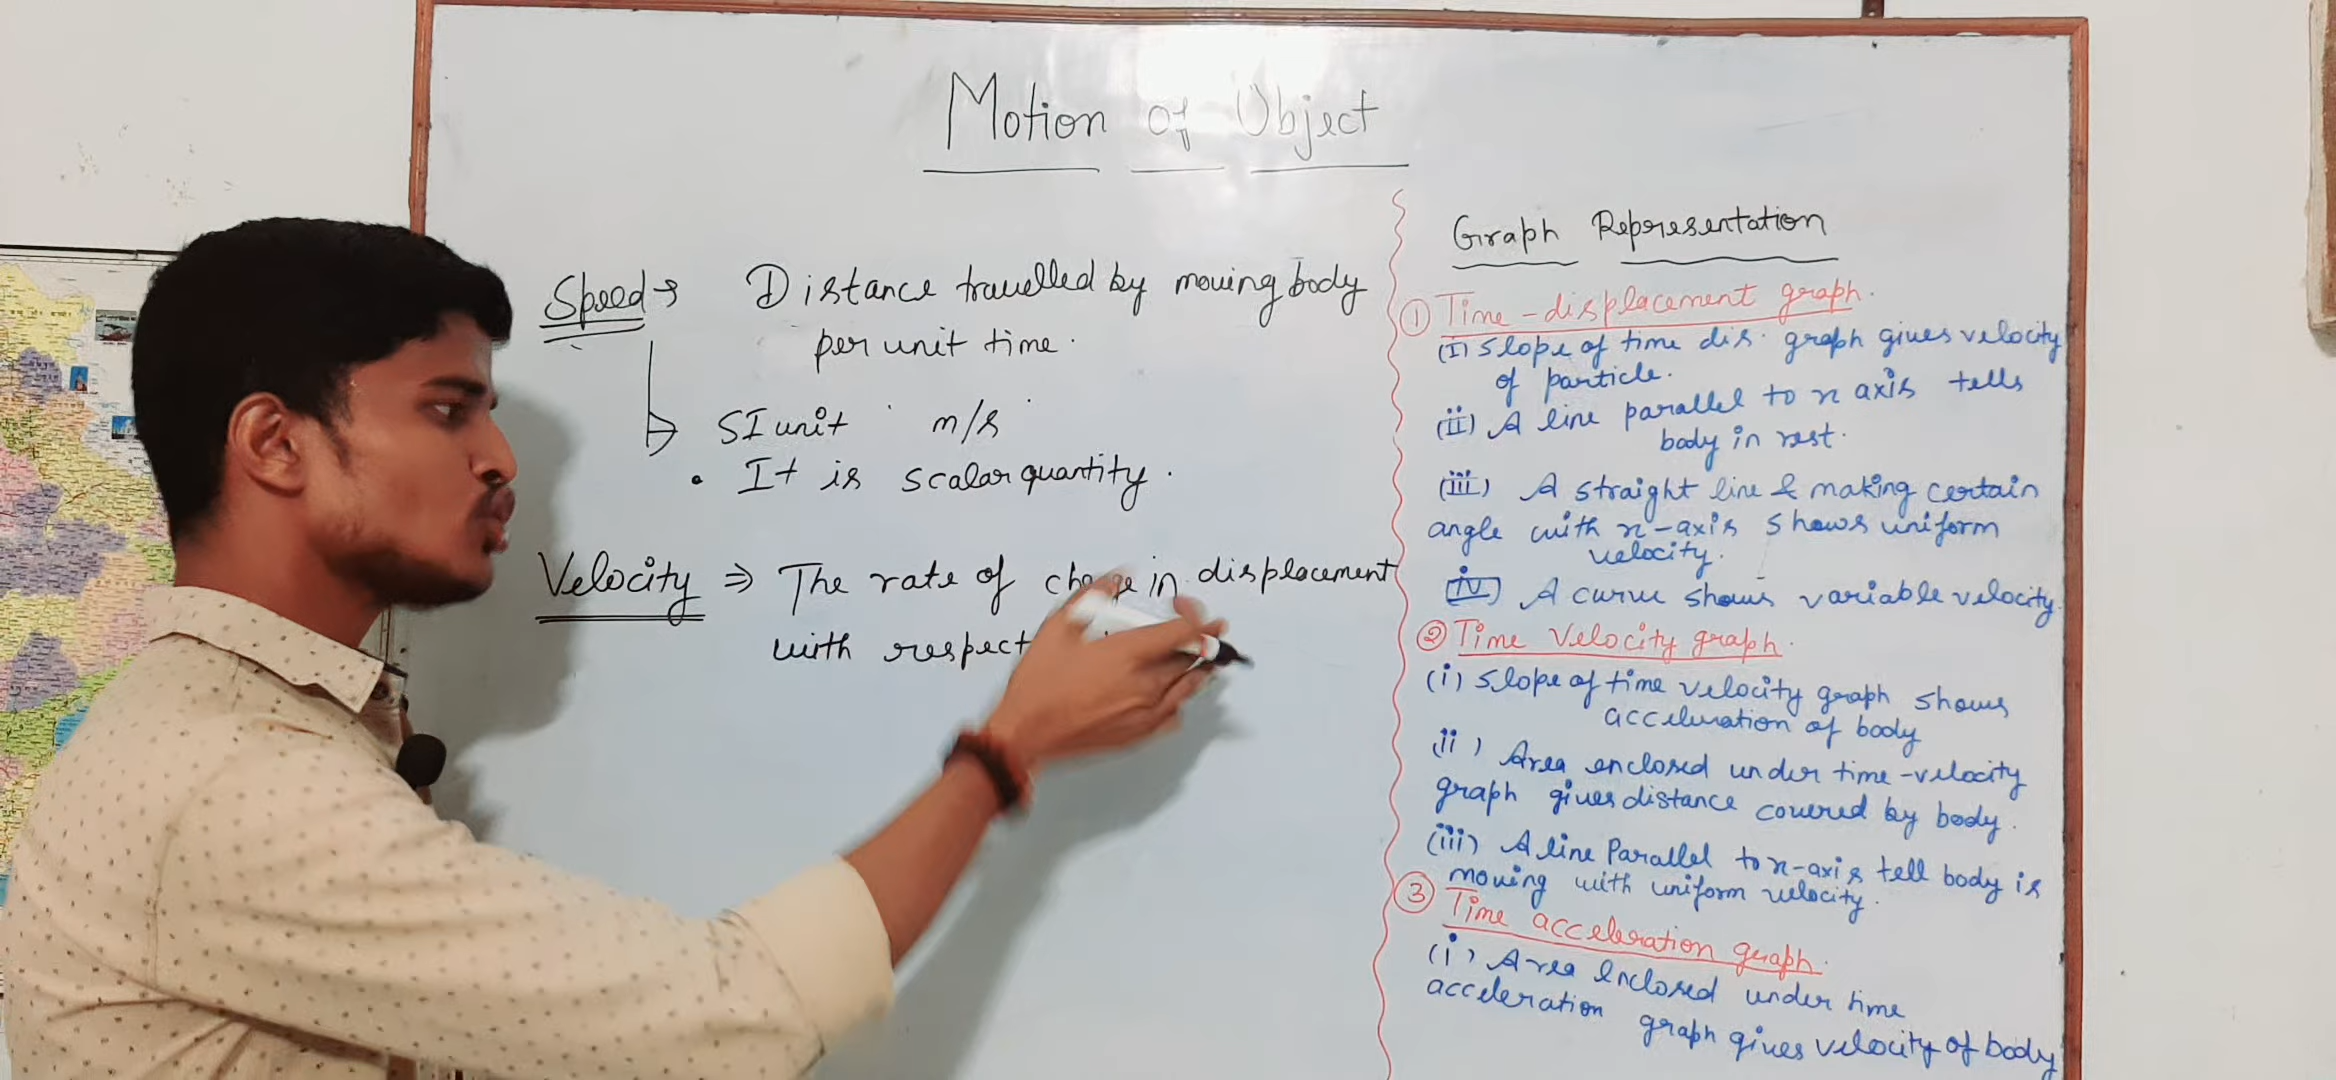 Motion of Object
Speed → Distance travelled by moving body
per unit time.
SI unit m/s
• It is scalar quantity.
Velocity ⇒ The rate of change in displacement
with respect
Graph Representation
① Time-displacement graph.
(I) Slope of time dis. graph gives velocity
of particle.
(ii) A line parallel to x axis tells
body in rest.
(iii) A straight line & making certain
angle with x-axis shows uniform
velocity.
(iv) A curve shows variable velocity.
② Time Velocity graph.
(i) Slope of time velocity graph shows
acceleration of body
(ii) Area enclosed under time-velocity
graph gives distance covered by body.
(iii) A line Parallel to x-axis tell body is
moving with uniform velocity.
③ Time acceleration graph.
(i) Area Enclosed under time
acceleration
graph gives velocity of body